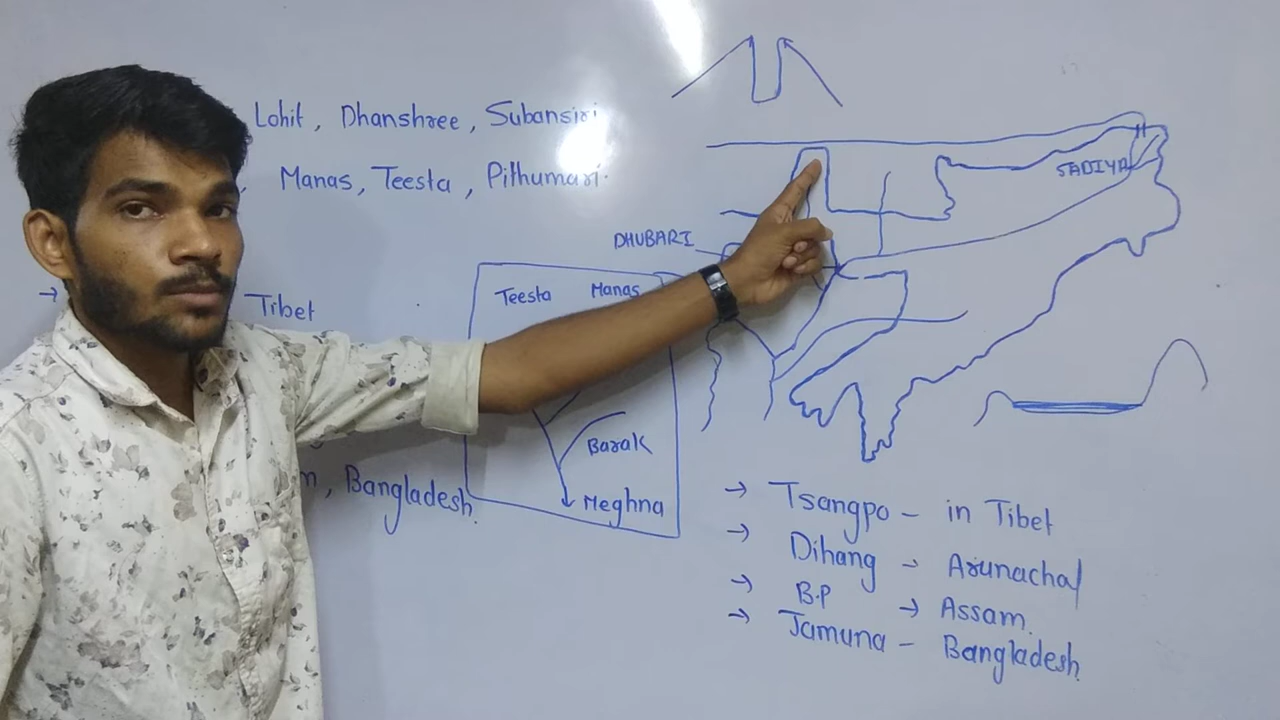 Lohit, Dhanshree, Subansiri
Manas, Teesta, Pithumari.
SADIYA
DHUBARI
→ Tibet
Teesta Manas
Barak
Meghna
, Bangladesh.
→ Tsangpo - in Tibet
→ Dihang - Arunachal
→ B.P → Assam.
→ Jamuna - Bangladesh